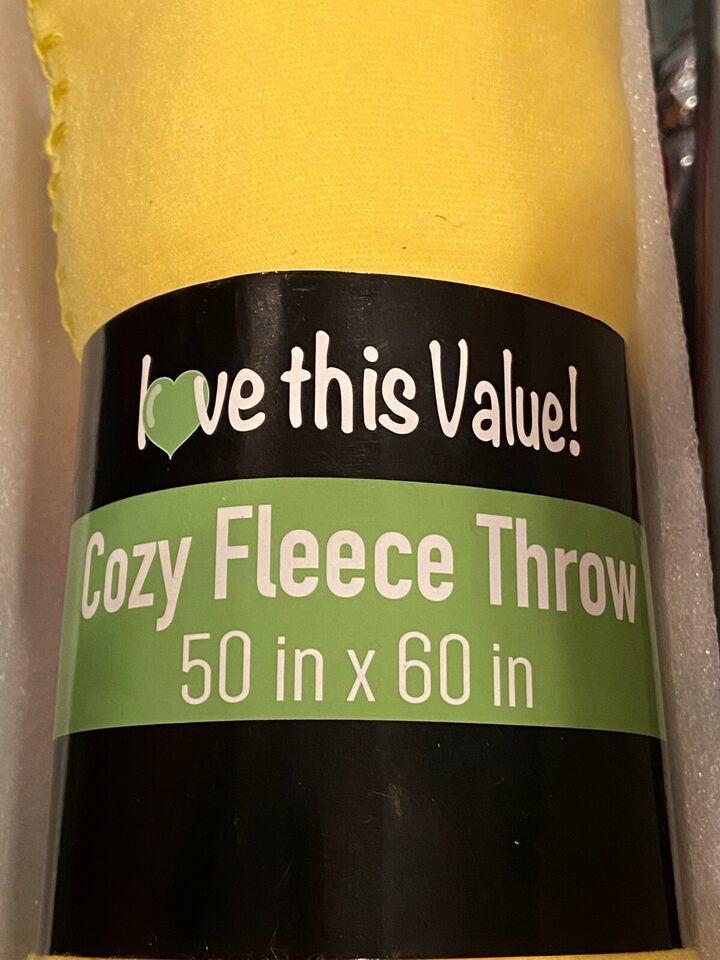 love this Value!
Cozy Fleece Throw
50 in x 60 in